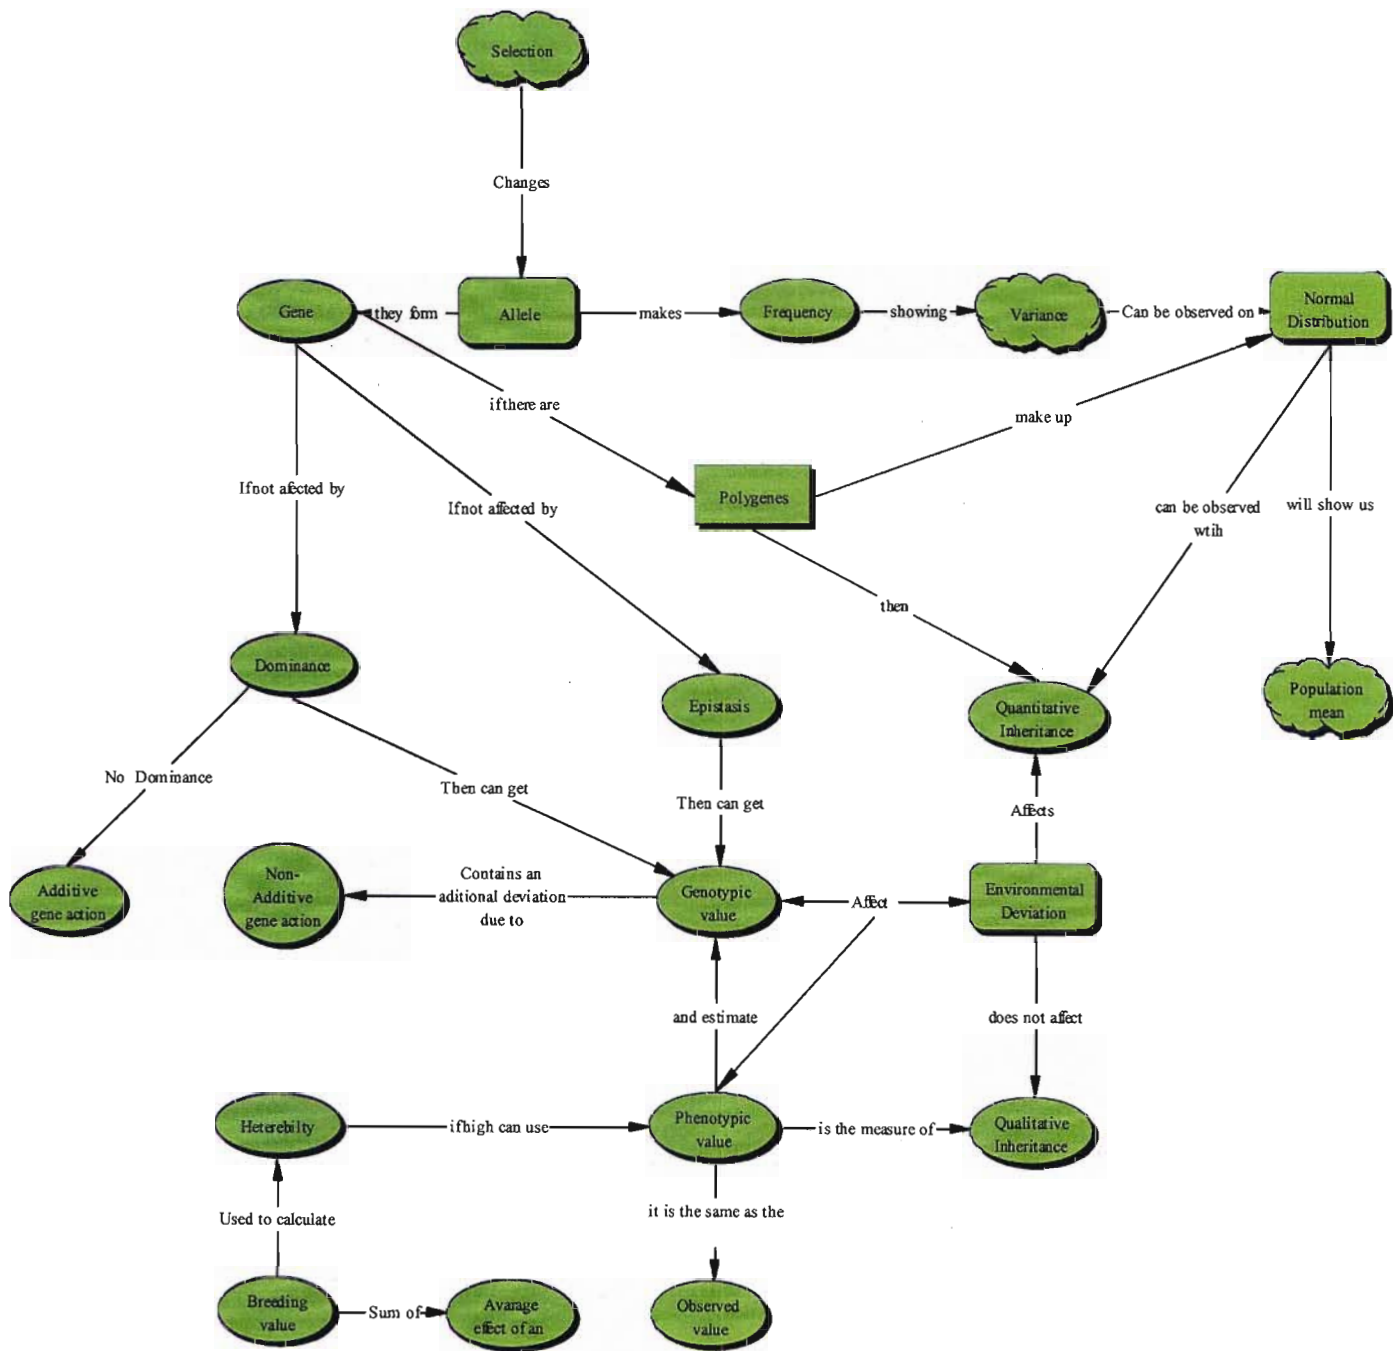 Selection
Changes
Gene
they form
Allele
makes
Frequency
showing
Variance
Can be observed on
Normal
Distribution
if there are
make up
If not afected by
If not affected by
Polygenes
can be observed
wtih
will show us
then
Dominance
Epistasis
Quantitative
Inheritance
Population
mean
No Dominance
Then can get
Then can get
Affects
Additive
gene action
Non-
Additive
gene action
Contains an
aditional deviation
due to
Genotypic
value
Affect
Environmental
Deviation
and estimate
does not affect
Heterebilty
if high can use
Phenotypic
value
is the measure of
Qualitative
Inheritance
Used to calculate
it is the same as the
Breeding
value
Sum of
Avarage
effect of an
Observed
value